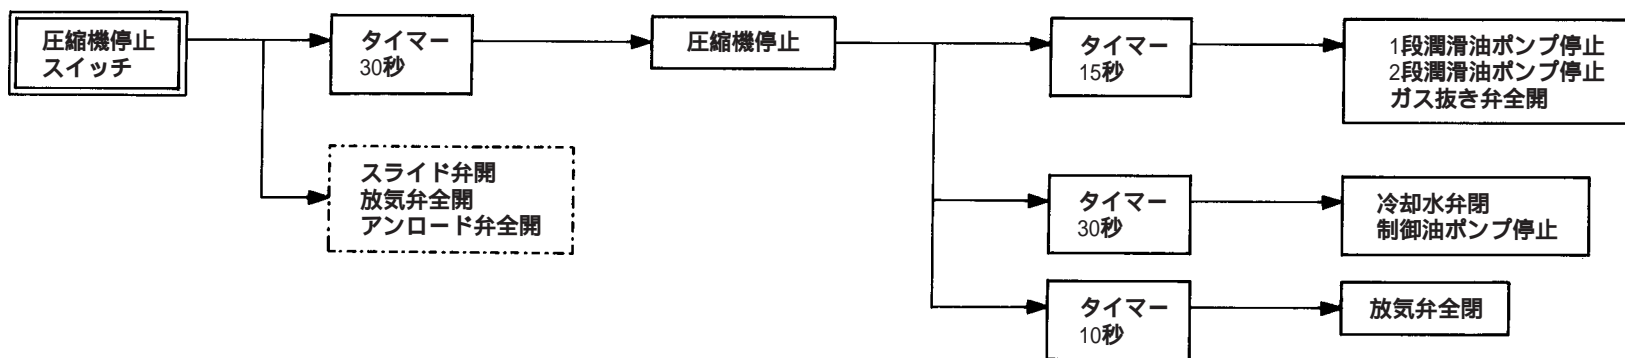 圧縮機停止
スイッチ
タイマー
30秒
スライド弁開
放気弁全開
アンロード弁全開
圧縮機停止
タイマー
15秒
1段潤滑油ポンプ停止
2段潤滑油ポンプ停止
ガス抜き弁全開
タイマー
30秒
冷却水弁閉
制御油ポンプ停止
タイマー
10秒
放気弁全閉